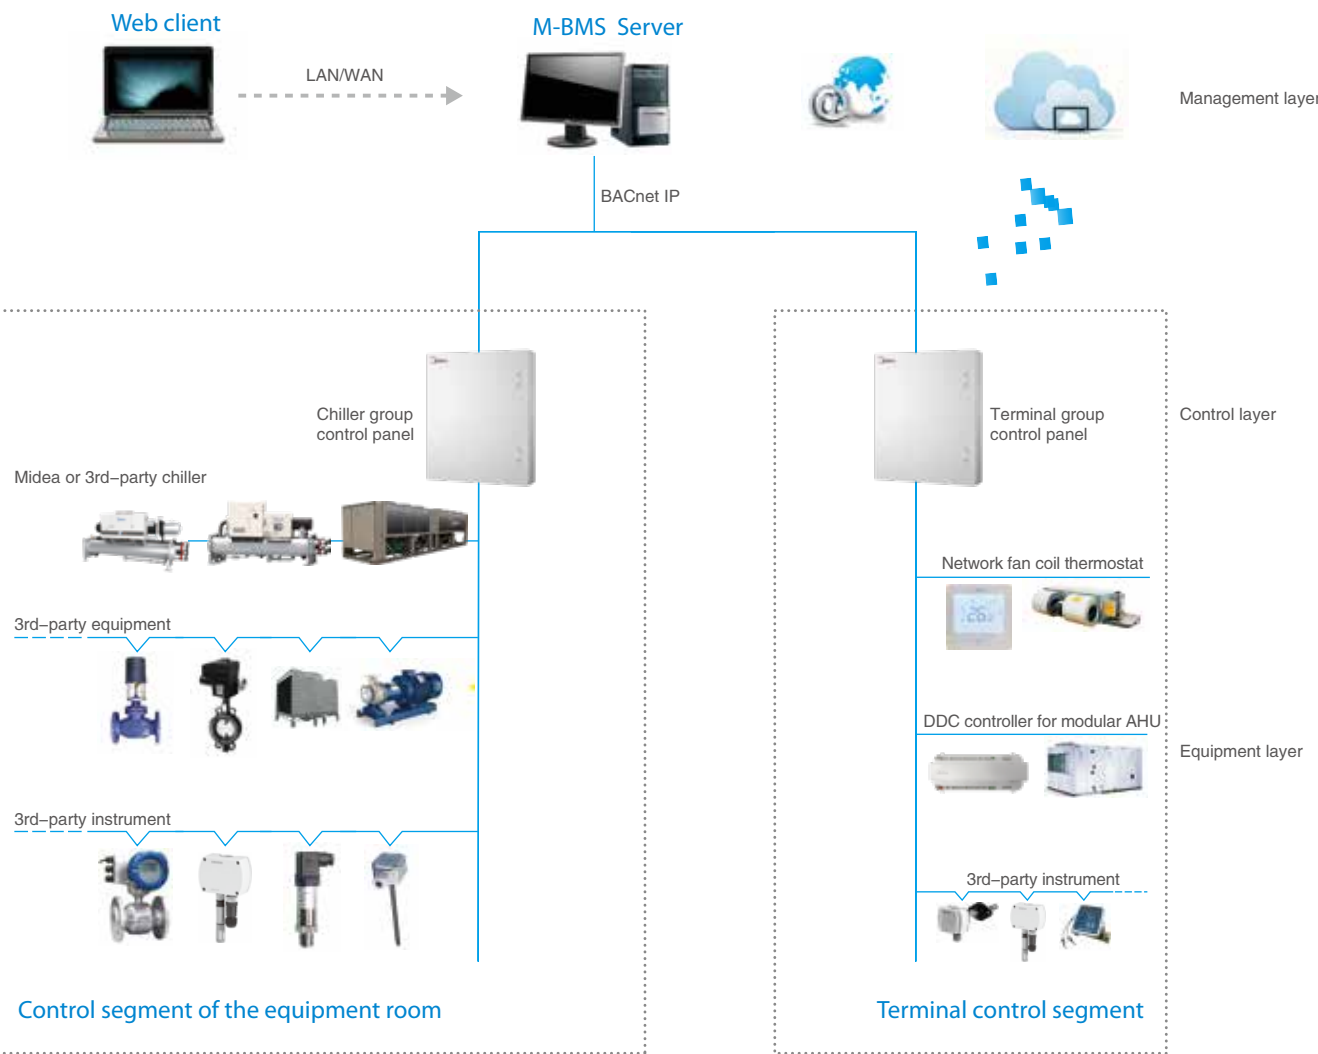 Web client
M-BMS Server
LAN/WAN
Management layer
BACnet IP
Chiller group
control panel
Terminal group
control panel
Control layer
Midea or 3rd–party chiller
Network fan coil thermostat
3rd–party equipment
DDC controller for modular AHU
Equipment layer
3rd–party instrument
3rd–party instrument
Control segment of the equipment room
Terminal control segment